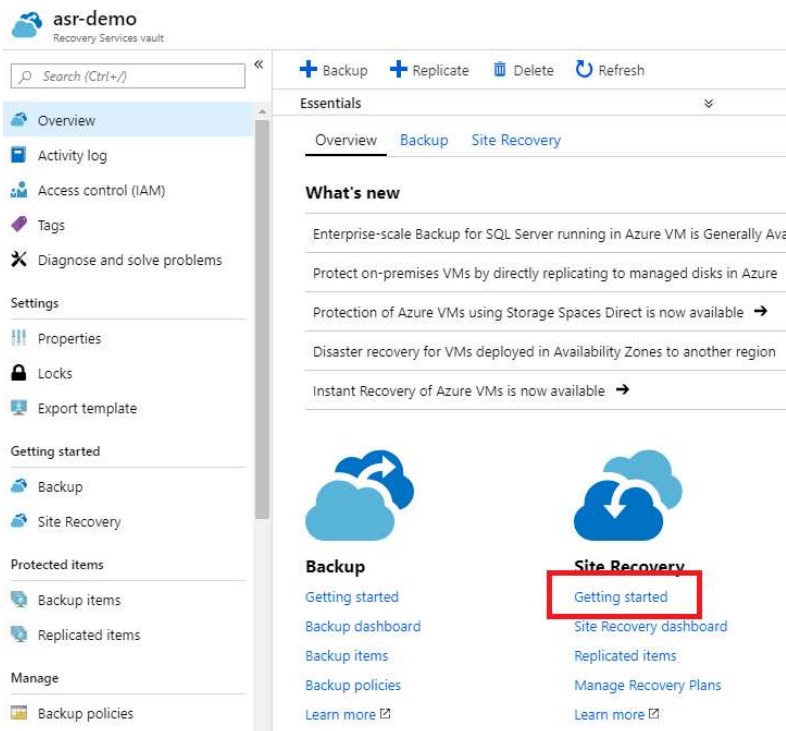 asr-demo
Recovery Services vault
Search (Ctrl+/)
Overview
Activity log
Access control (IAM)
Tags
Diagnose and solve problems
Settings
Properties
Locks
Export template
Getting started
Backup
Site Recovery
Protected items
Backup items
Replicated items
Manage
Backup policies
Backup Replicate Delete Refresh
Essentials
Overview Backup Site Recovery
What's new
Enterprise-scale Backup for SQL Server running in Azure VM is Generally Ava
Protect on-premises VMs by directly replicating to managed disks in Azure
Protection of Azure VMs using Storage Spaces Direct is now available →
Disaster recovery for VMs deployed in Availability Zones to another region
Instant Recovery of Azure VMs is now available →
Backup
Getting started
Backup dashboard
Backup items
Backup policies
Learn more
Site Recovery
Getting started
Site Recovery dashboard
Replicated items
Manage Recovery Plans
Learn more